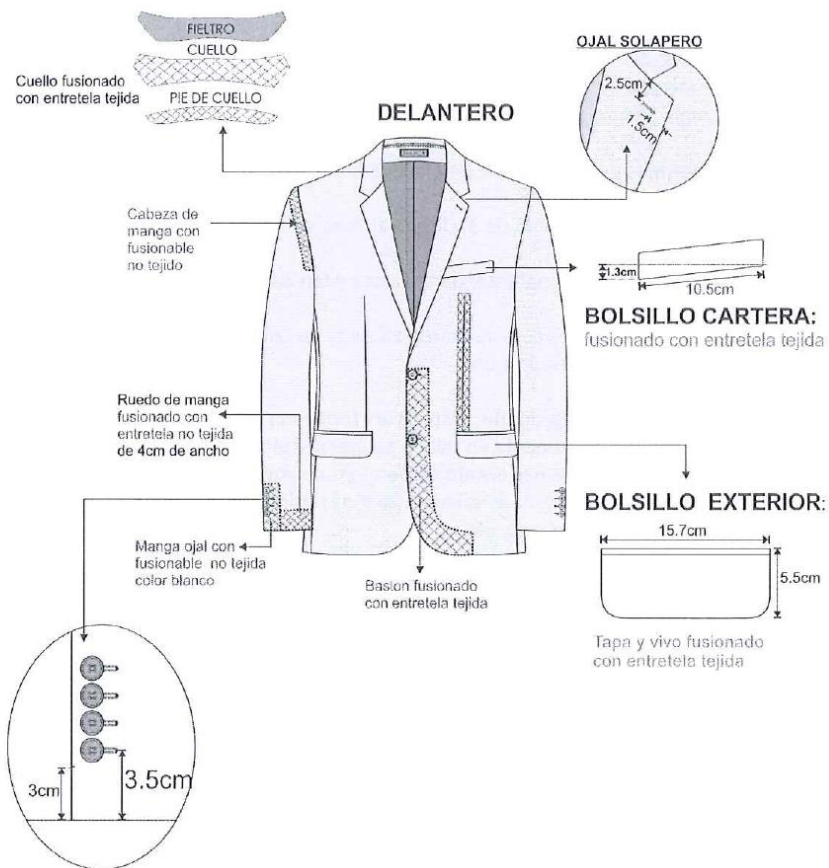 FIELTRO
CUELLO
Cuello fusionado
con entretela tejida
PIE DE CUELLO
DELANTERO
OJAL SOLAPERO
2.5cm
1.5cm
Cabeza de
manga con
fusionable
no tejido
1.3cm
10.5cm
BOLSILLO CARTERA:
fusionado con entretela tejida
Ruedo de manga
fusionado con
entretela no tejida
de 4cm de ancho
Manga ojal con
fusionable no tejida
color blanco
Baston fusionado
con entretela tejida
BOLSILLO EXTERIOR:
15.7cm
5.5cm
Tapa y vivo fusionado
con entretela tejida
3cm
3.5cm